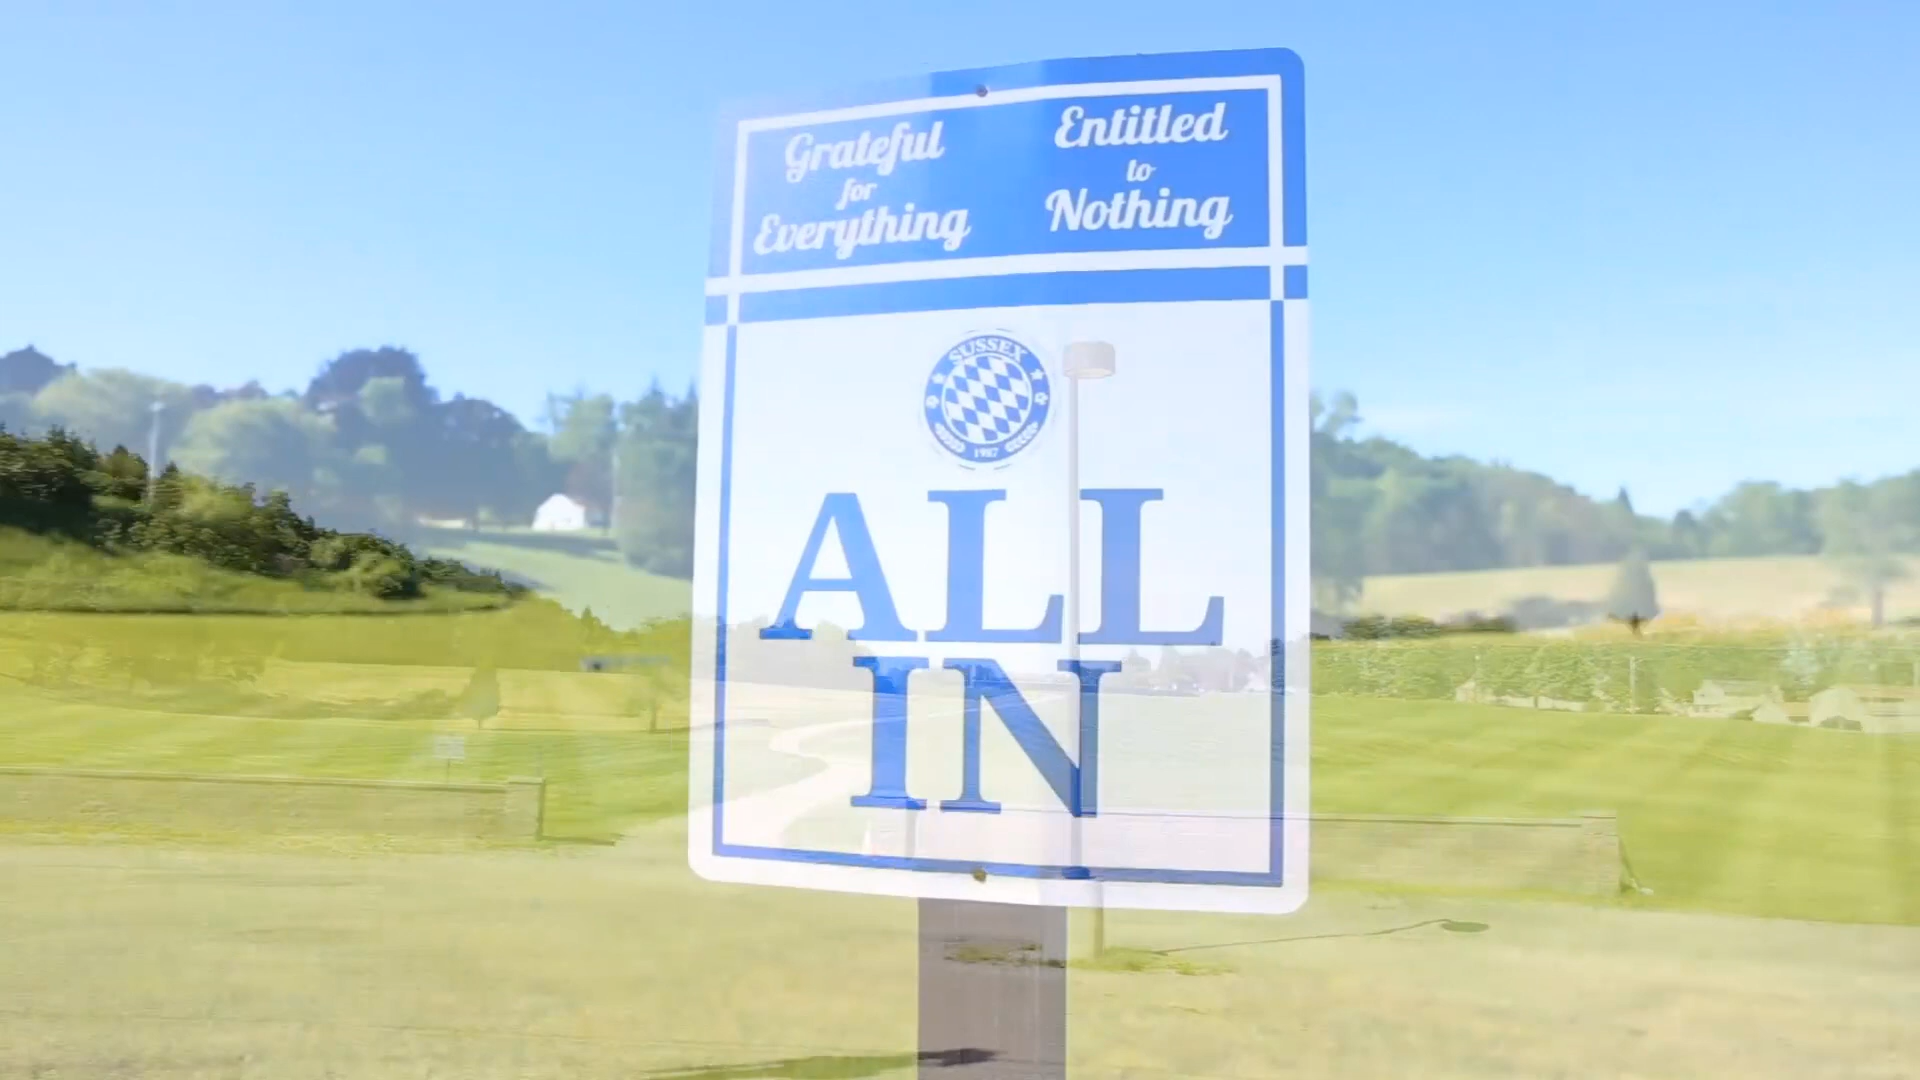 Grateful
for
Everything
Entitled
to
Nothing
SUSSEX
1987
ALL
IN